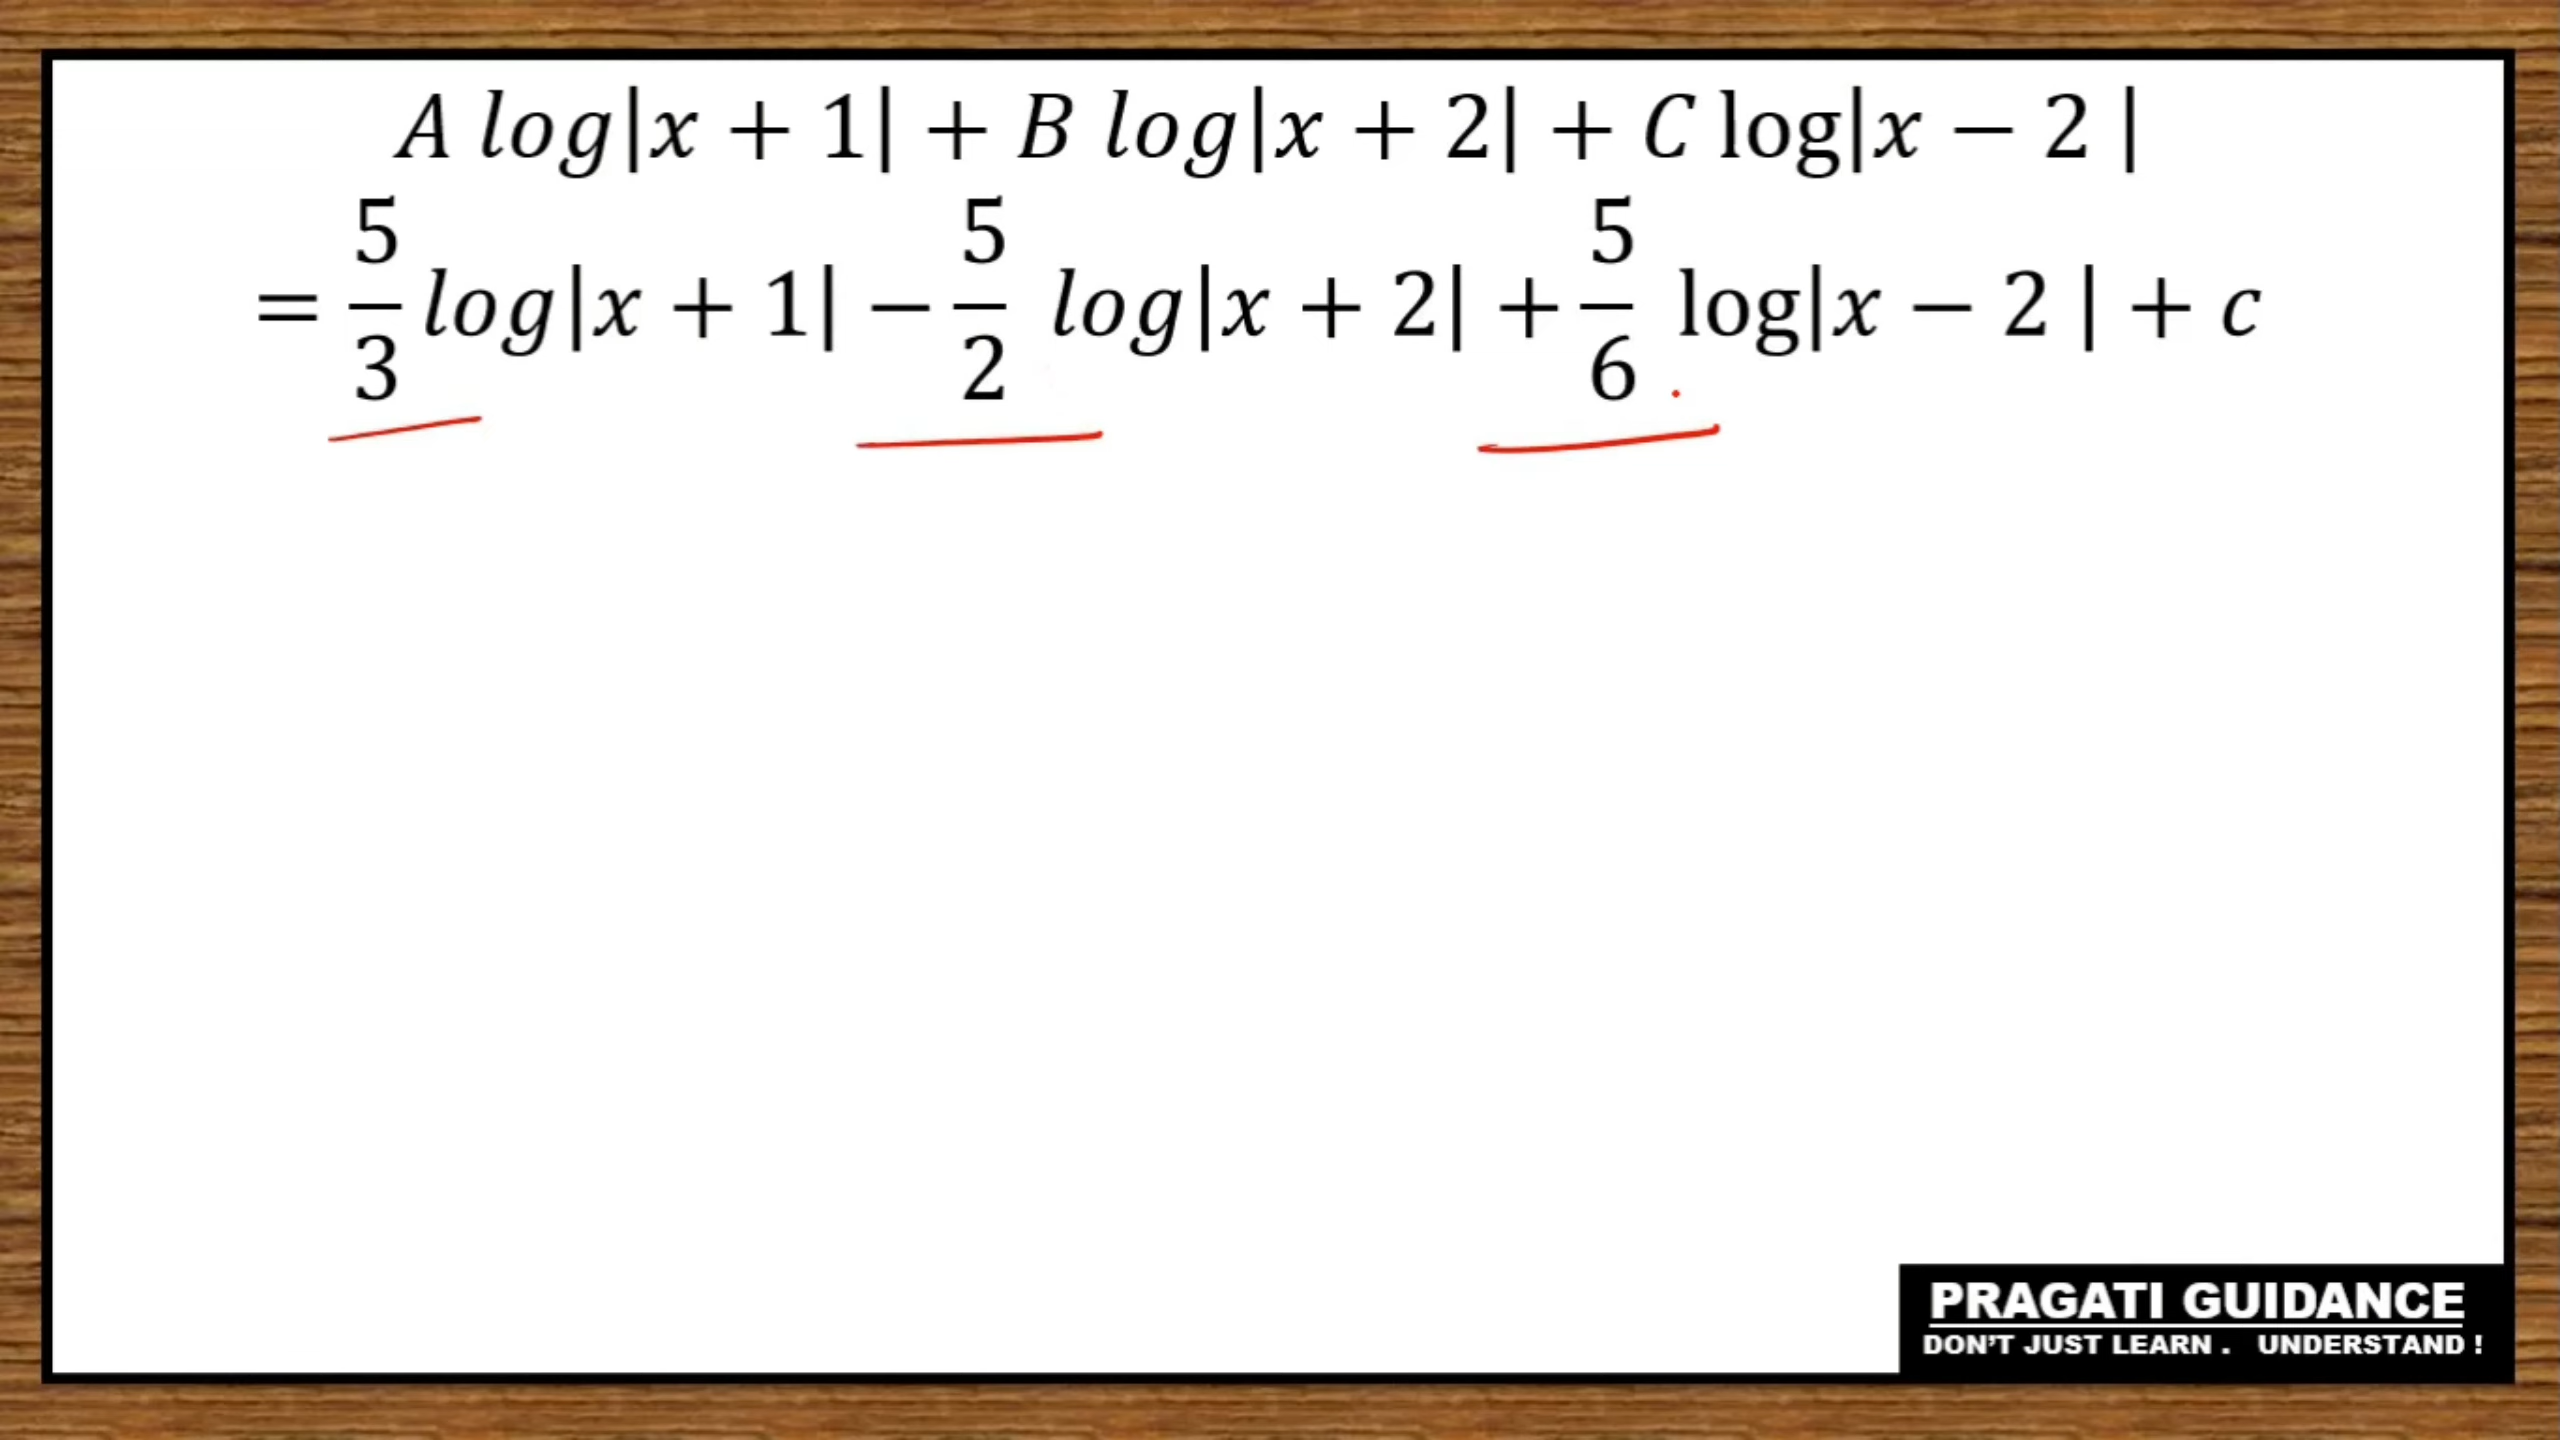 A log|x + 1| + B log|x + 2| + C log|x − 2 |
= 5/3 log|x + 1| − 5/2 log|x + 2| + 5/6 log|x − 2 | + c
PRAGATI GUIDANCE
DON'T JUST LEARN . UNDERSTAND !